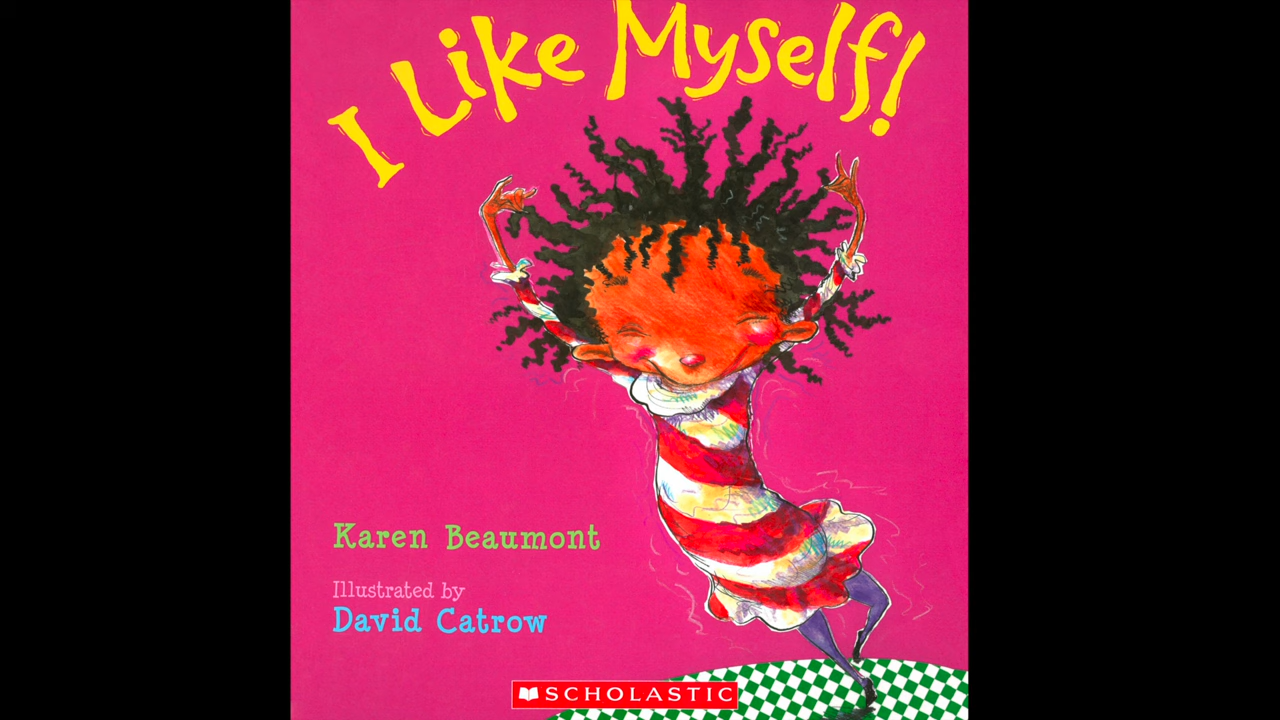 I Like Myself!
Karen Beaumont
Illustrated by
David Catrow
SCHOLASTIC